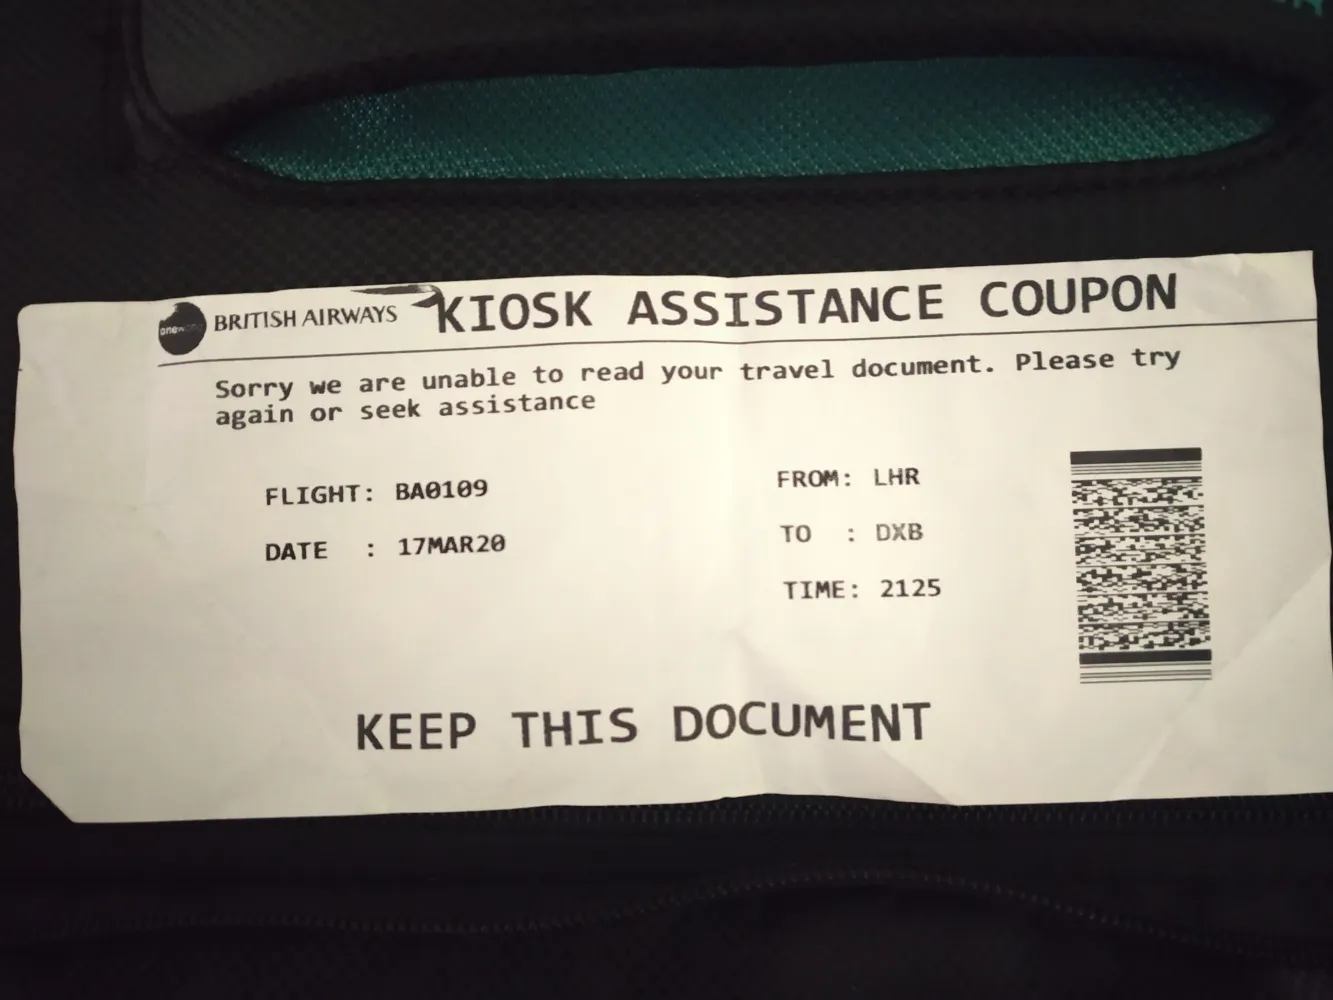 oneworld BRITISH AIRWAYS KIOSK ASSISTANCE COUPON
Sorry we are unable to read your travel document. Please try
again or seek assistance
FLIGHT: BA0109
DATE : 17MAR20
FROM: LHR
TO : DXB
TIME: 2125
KEEP THIS DOCUMENT